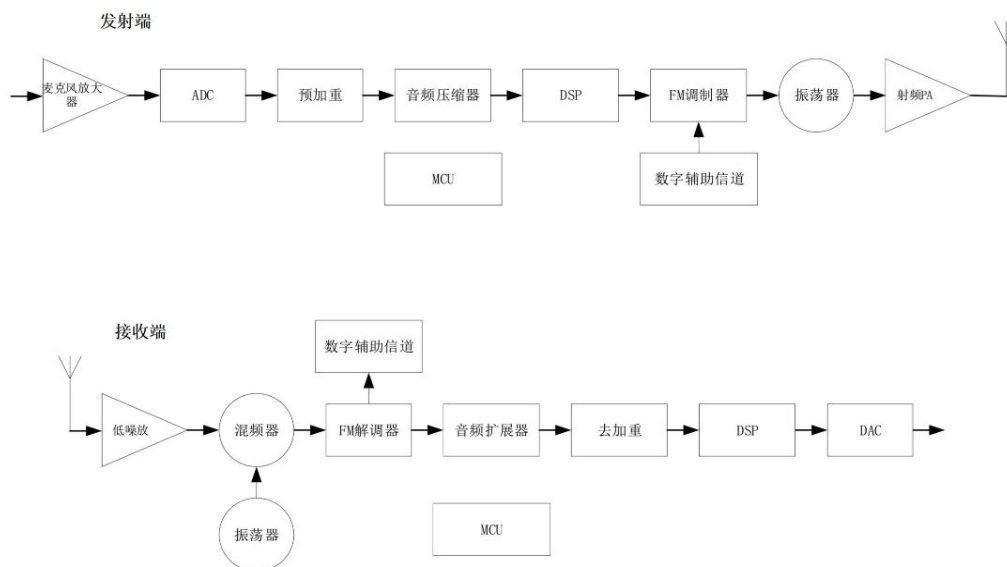 发射端
麦克风放大
器
ADC
预加重
音频压缩器
DSP
FM调制器
振荡器
射频PA
MCU
数字辅助信道
接收端
数字辅助信道
低噪放
混频器
FM解调器
音频扩展器
去加重
DSP
DAC
振荡器
MCU